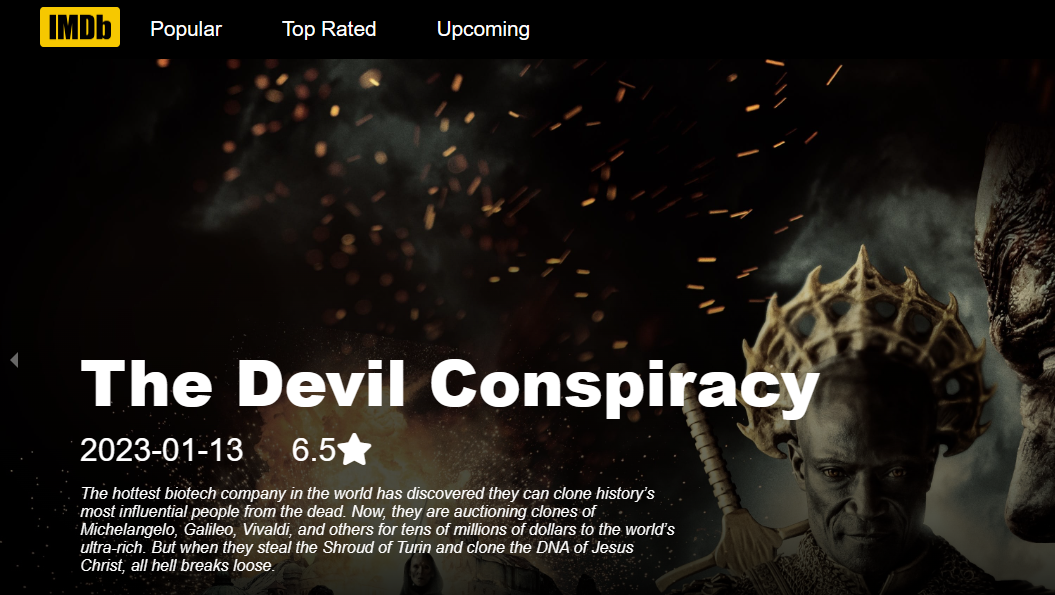 IMDb Popular Top Rated Upcoming
The Devil Conspiracy
2023-01-13 6.5
The hottest biotech company in the world has discovered they can clone history’s
most influential people from the dead. Now, they are auctioning clones of
Michelangelo, Galileo, Vivaldi, and others for tens of millions of dollars to the world’s
ultra-rich. But when they steal the Shroud of Turin and clone the DNA of Jesus
Christ, all hell breaks loose.